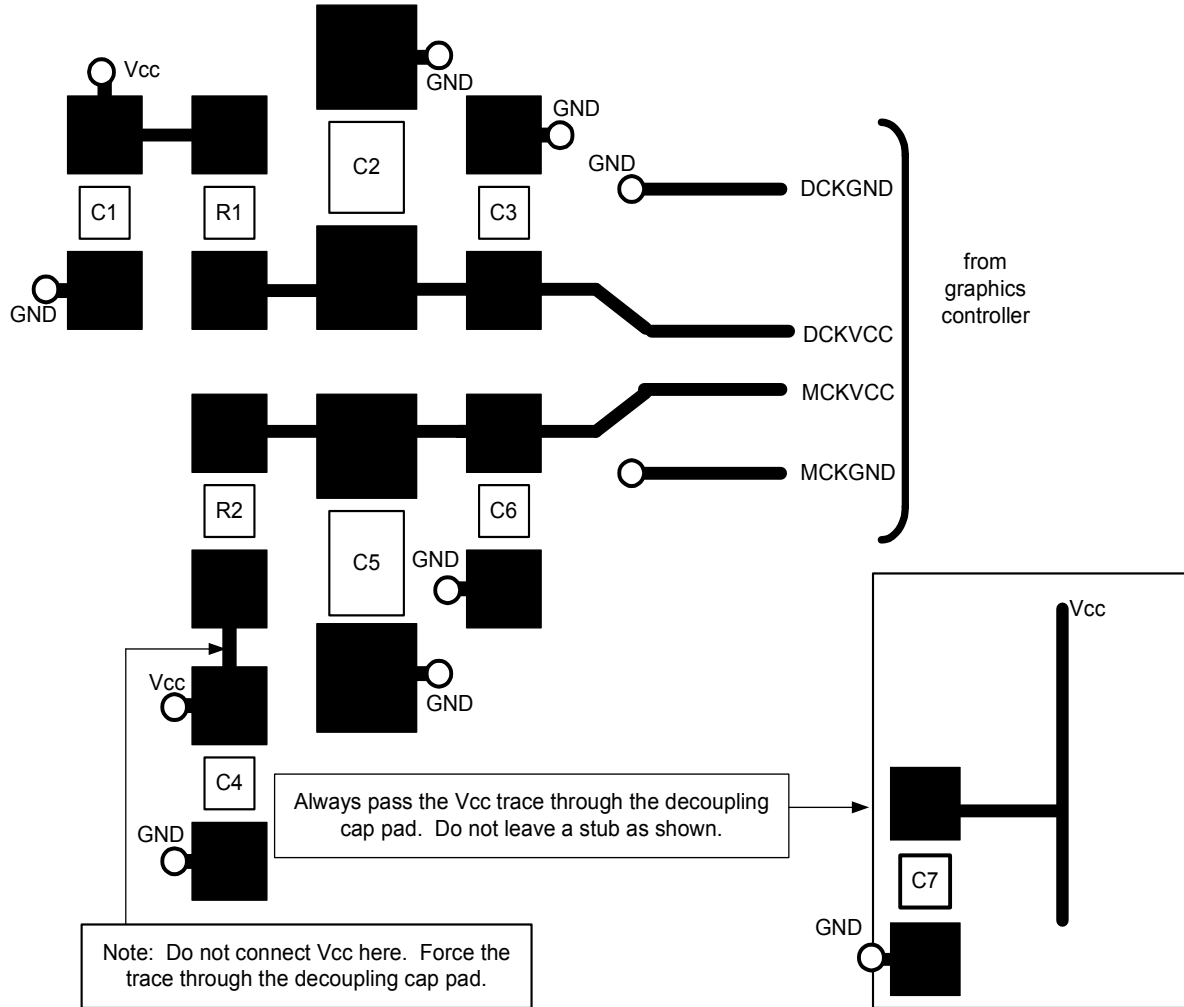 Vcc
GND
GND
C2
GND
DCKGND
C1
R1
C3
from
graphics
controller
GND
DCKVCC
MCKVCC
MCKGND
R2
C6
C5
GND
Vcc
Vcc
GND
C4
Always pass the Vcc trace through the decoupling
cap pad.  Do not leave a stub as shown.
GND
C7
GND
Note:  Do not connect Vcc here.  Force the
trace through the decoupling cap pad.